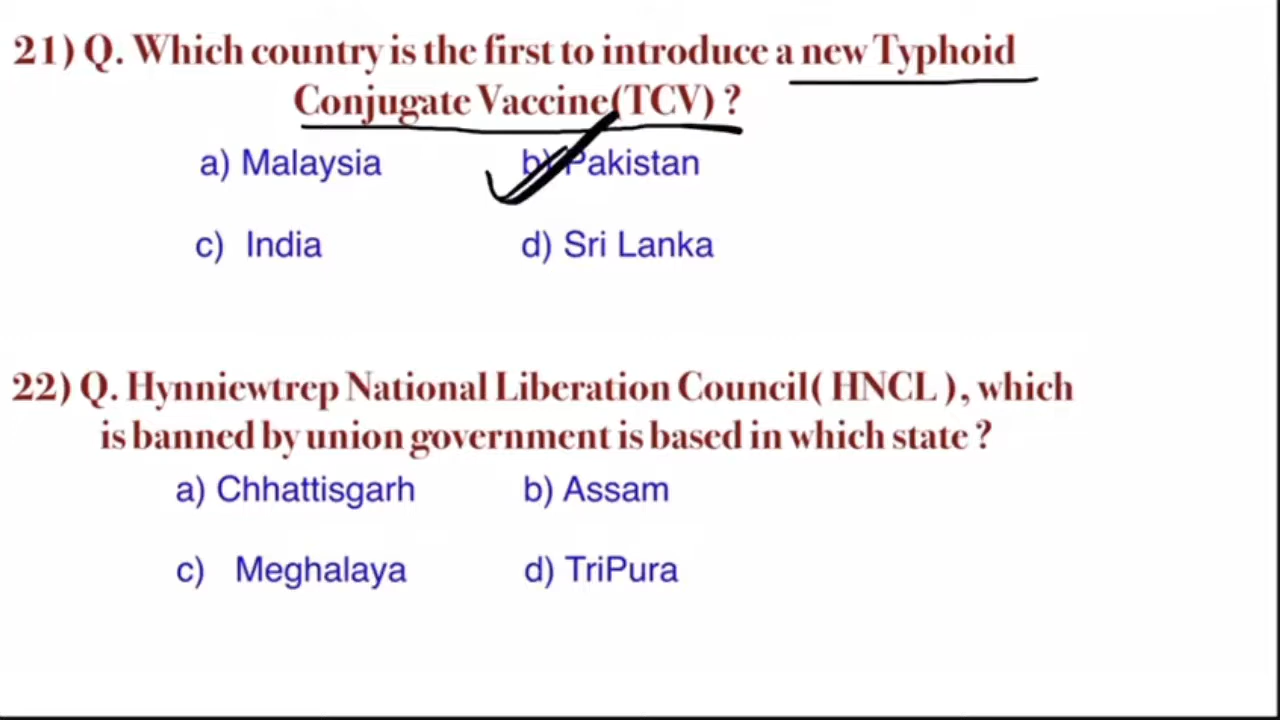 21) Q. Which country is the first to introduce a new Typhoid
Conjugate Vaccine(TCV) ?
a) Malaysia b) Pakistan
c) India d) Sri Lanka
22) Q. Hynniewtrep National Liberation Council( HNCL ), which
is banned by union government is based in which state ?
a) Chhattisgarh b) Assam
c) Meghalaya d) TriPura